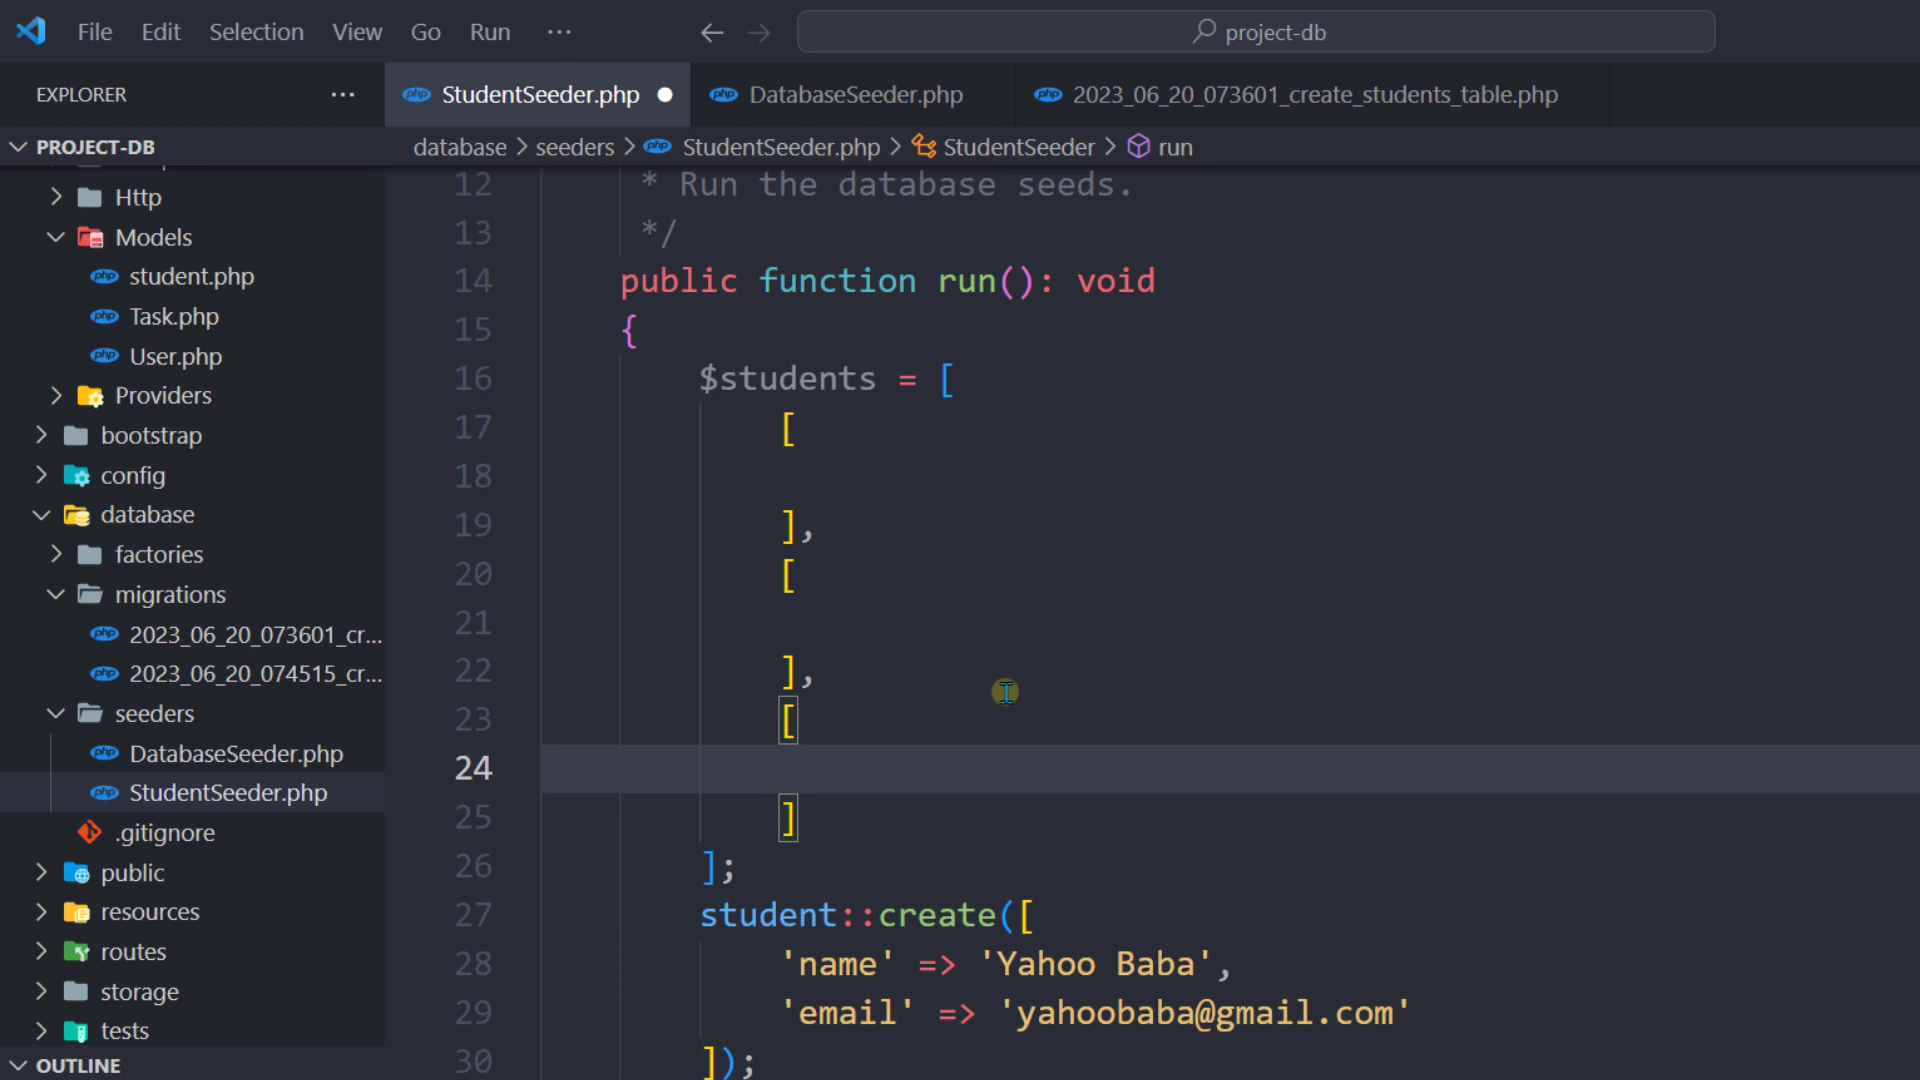 File Edit Selection View Go Run ··· project-db
EXPLORER ···
StudentSeeder.php DatabaseSeeder.php 2023_06_20_073601_create_students_table.php
PROJECT-DB
database > seeders > StudentSeeder.php > StudentSeeder > run
Http
Models
student.php
Task.php
User.php
Providers
bootstrap
config
database
factories
migrations
2023_06_20_073601_cr...
2023_06_20_074515_cr...
seeders
DatabaseSeeder.php
StudentSeeder.php
.gitignore
public
resources
routes
storage
tests
OUTLINE
12 * Run the database seeds.
13 */
14 public function run(): void
15 {
16 $students = [
17 [
18
19 ],
20 [
21
22 ],
23 [
24
25 ]
26 ];
27 student::create([
28 'name' => 'Yahoo Baba',
29 'email' => 'yahoobaba@gmail.com'
30 ]);